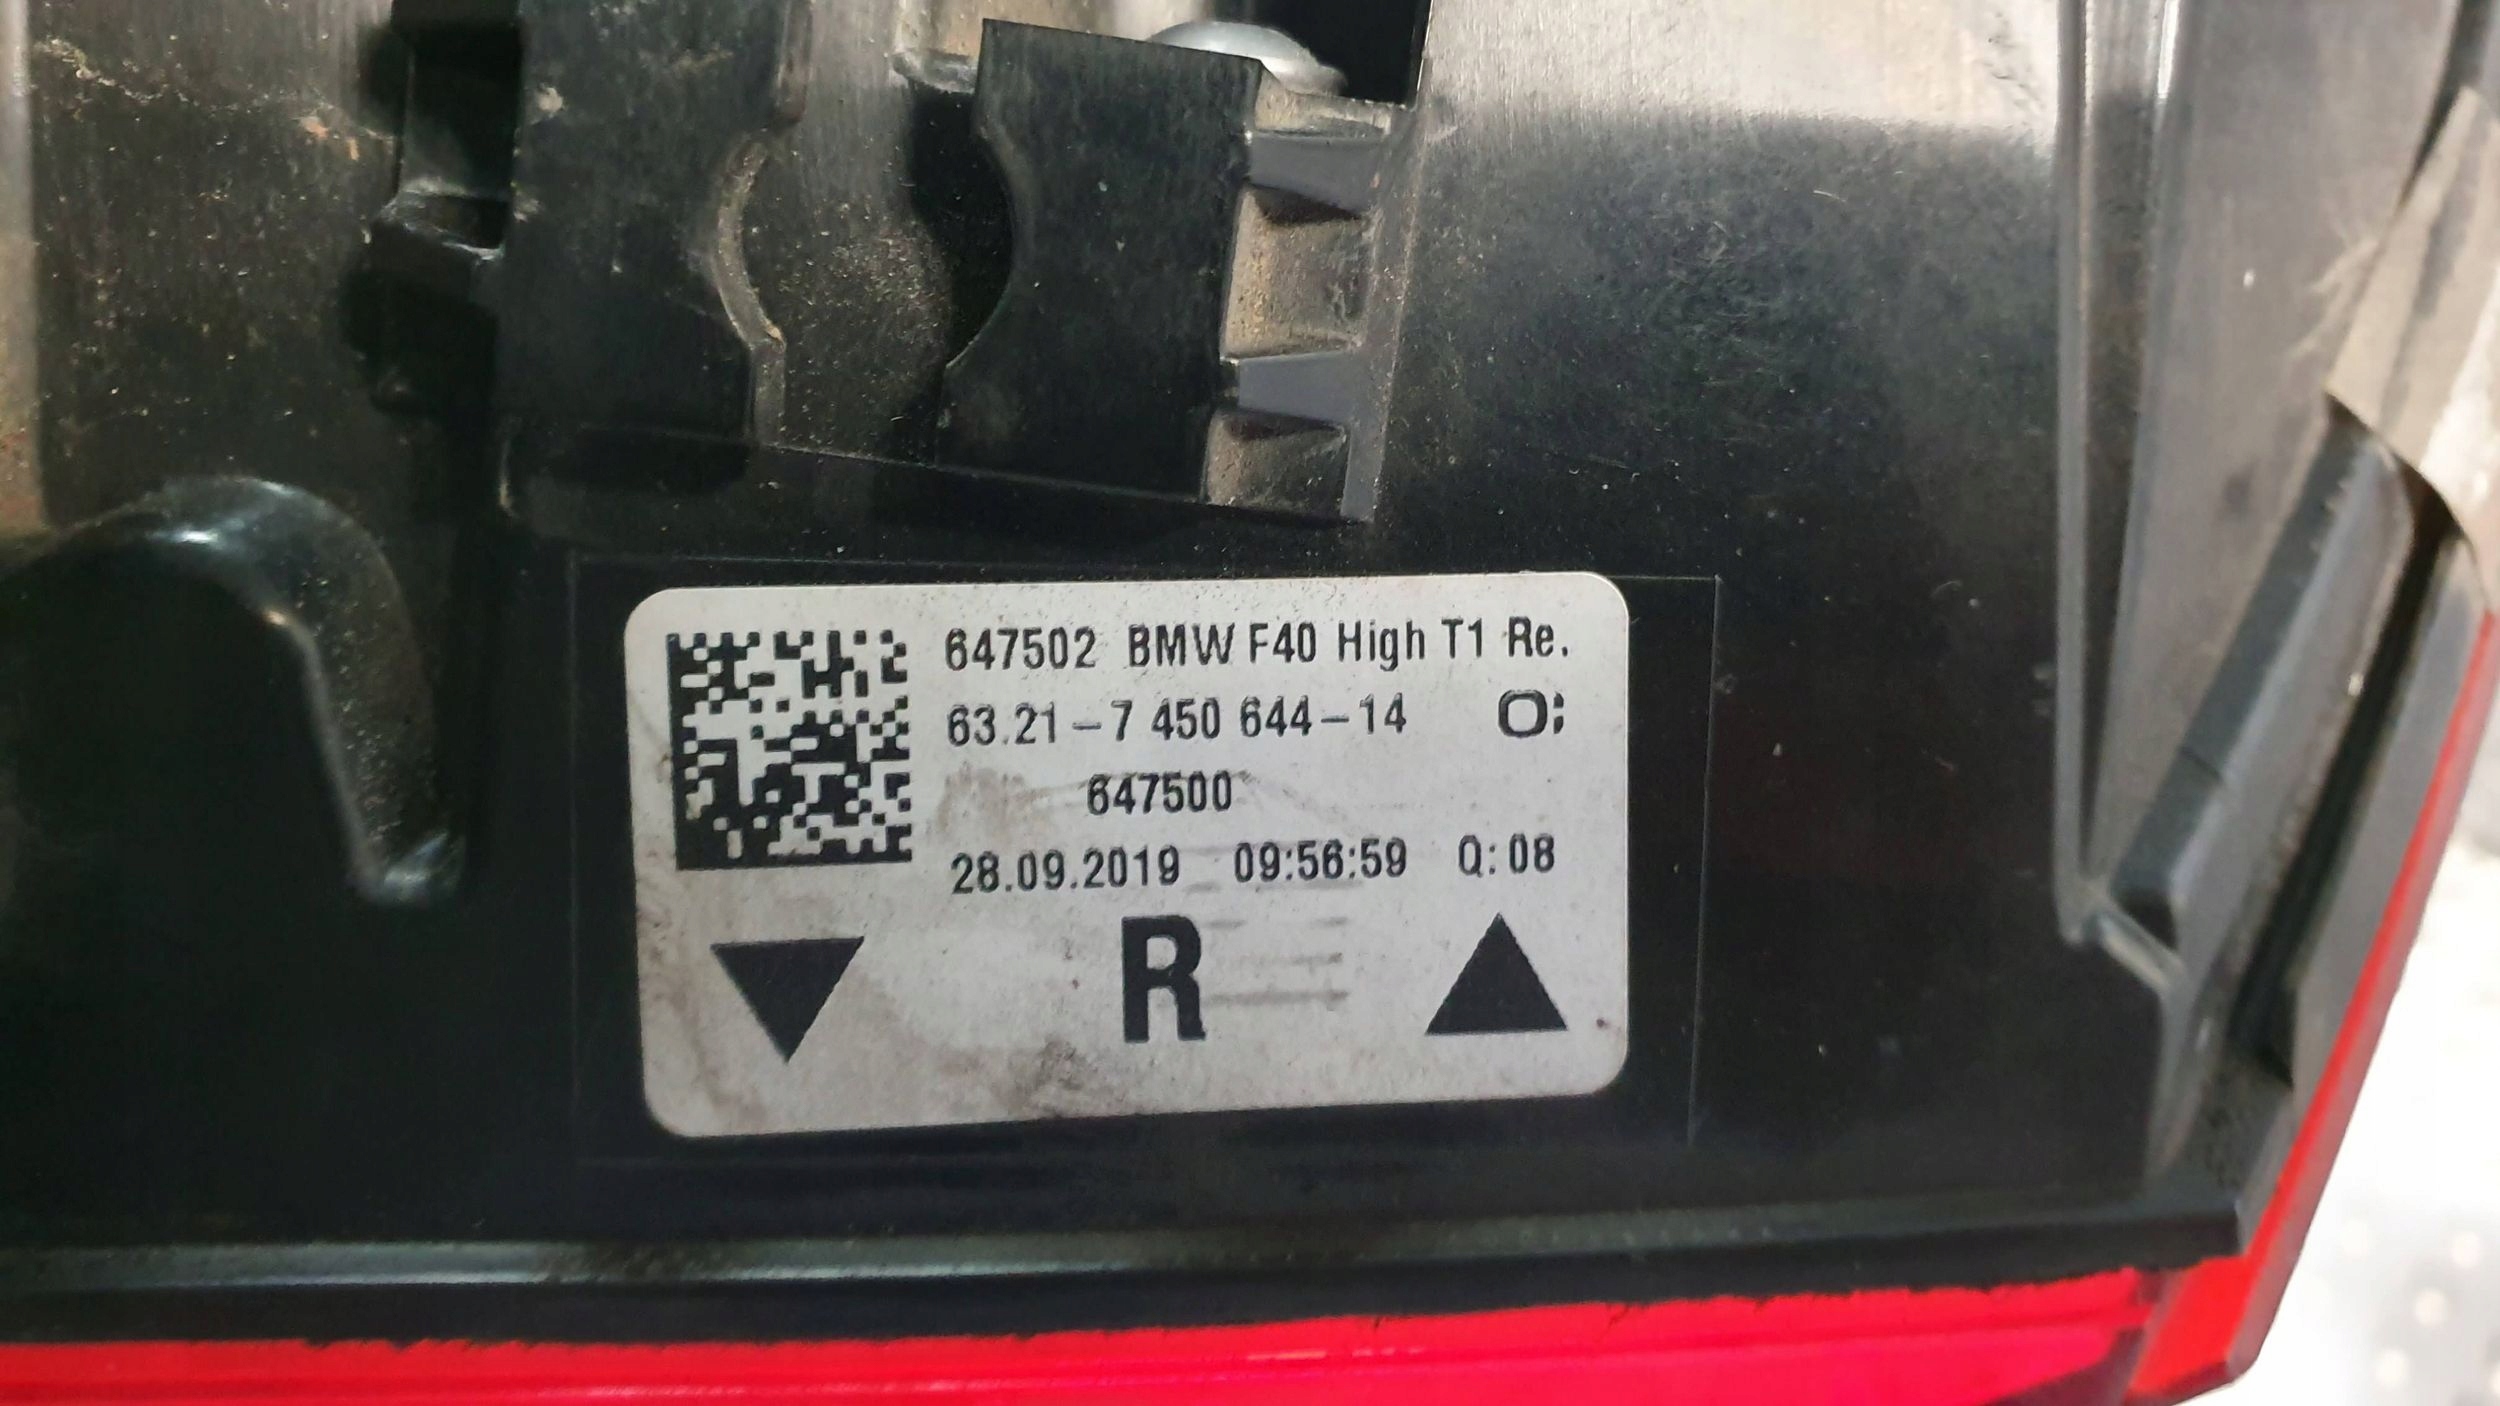 647502 BMW F40 High T1 Re.
63.21-7 450 644-14 O:
647500
28.09.2019 09:56:59 Q:08
R